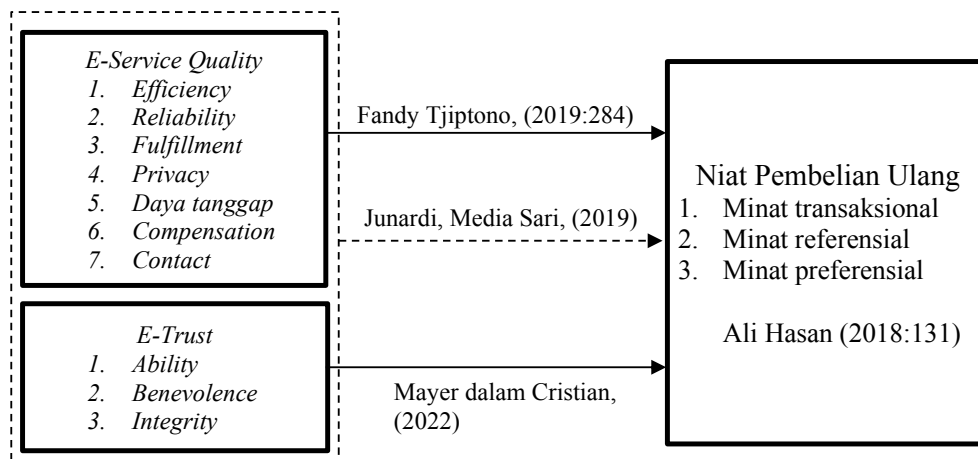 E-Service Quality
1. Efficiency
2. Reliability
3. Fulfillment
4. Privacy
5. Daya tanggap
6. Compensation
7. Contact
E-Trust
1. Ability
2. Benevolence
3. Integrity
Fandy Tjiptono, (2019:284)
Junardi, Media Sari, (2019)
Mayer dalam Cristian,
(2022)
Niat Pembelian Ulang
1. Minat transaksional
2. Minat referensial
3. Minat preferensial
Ali Hasan (2018:131)